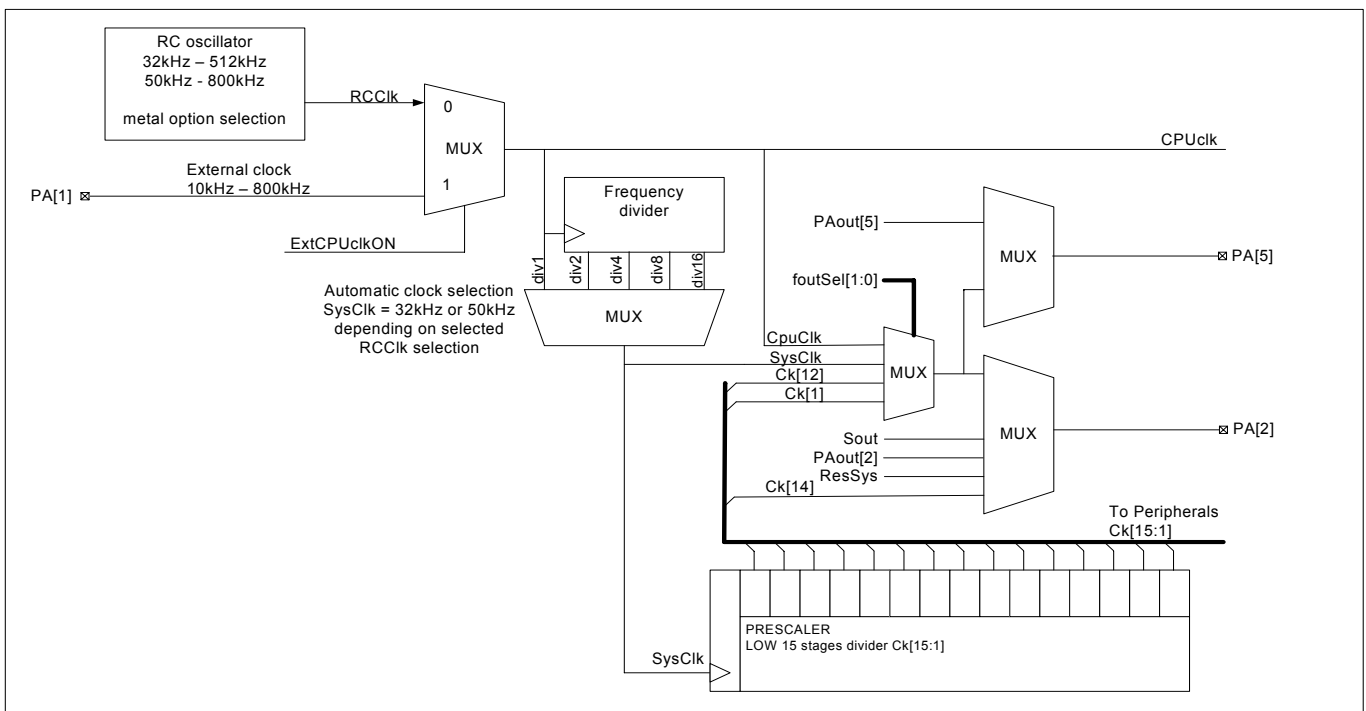 RC oscillator
32kHz – 512kHz
50kHz - 800kHz
metal option selection
RCClk
0
MUX
1
CPUclk
External clock
10kHz – 800kHz
PA[1]
ExtCPUclkON
Frequency
divider
div1
div2
div4
div8
div16
MUX
Automatic clock selection
SysClk = 32kHz or 50kHz
depending on selected
RCClk selection
PAout[5]
MUX
PA[5]
foutSel[1:0]
CpuClk
SysClk
Ck[12]
Ck[1]
MUX
Sout
PAout[2]
ResSys
Ck[14]
MUX
PA[2]
To Peripherals
Ck[15:1]
PRESCALER
LOW 15 stages divider Ck[15:1]
SysClk